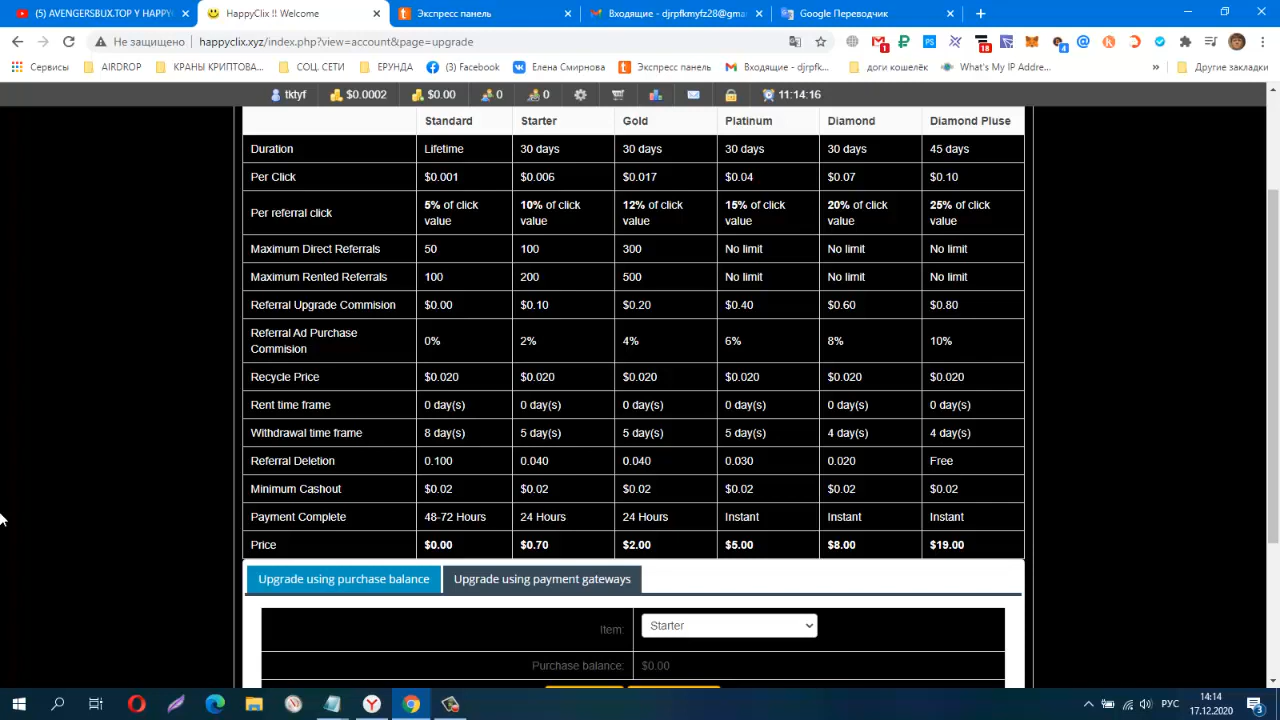 (5) AVENGERSBUX.TOP Y HAPPY
HappyClix !! Welcome
Экспресс панель
Входящие - djrpfkmyfz28@gma
Google Переводчик
Не защищено
happyclix.xyz/index.php?view=account&page=upgrade
1
18
4
Сервисы
AIRDROP
КРАНЫ КРИПТОВА...
СОЦ. СЕТИ
ЕРУНДА
(3) Facebook
Елена Смирнова
Экспресс панель
Входящие - djrpfk...
доги кошелёк
What's My IP Addre...
»
Другие закладки
tktyf
$0.0002
$0.00
0
0
11:14:16
Standard Starter Gold Platinum Diamond Diamond Pluse
Duration Lifetime 30 days 30 days 30 days 30 days 45 days
Per Click $0.001 $0.006 $0.017 $0.04 $0.07 $0.10
Per referral click 5% of click value 10% of click value 12% of click value 15% of click value 20% of click value 25% of click value
Maximum Direct Referrals 50 100 300 No limit No limit No limit
Maximum Rented Referrals 100 200 500 No limit No limit No limit
Referral Upgrade Commision $0.00 $0.10 $0.20 $0.40 $0.60 $0.80
Referral Ad Purchase Commision 0% 2% 4% 6% 8% 10%
Recycle Price $0.020 $0.020 $0.020 $0.020 $0.020 $0.020
Rent time frame 0 day(s) 0 day(s) 0 day(s) 0 day(s) 0 day(s) 0 day(s)
Withdrawal time frame 8 day(s) 5 day(s) 5 day(s) 5 day(s) 4 day(s) 4 day(s)
Referral Deletion 0.100 0.040 0.040 0.030 0.020 Free
Minimum Cashout $0.02 $0.02 $0.02 $0.02 $0.02 $0.02
Payment Complete 48-72 Hours 24 Hours 24 Hours Instant Instant Instant
Price $0.00 $0.70 $2.00 $5.00 $8.00 $19.00
Upgrade using purchase balance
Upgrade using payment gateways
Item: Starter
Purchase balance: $0.00
РУС
14:14
17.12.2020
3